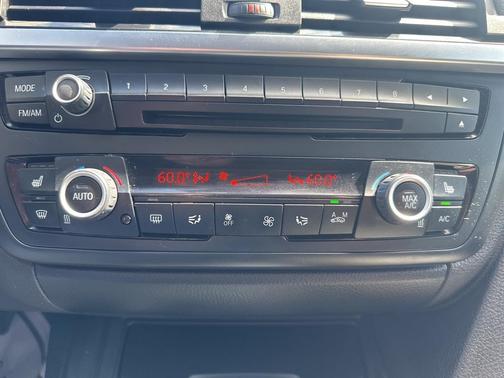 MODE
1 2 3 4 5 6 7 8
FM/AM
60.0° 60.0°
AUTO
MAX
A/C
OFF
A M
A/C